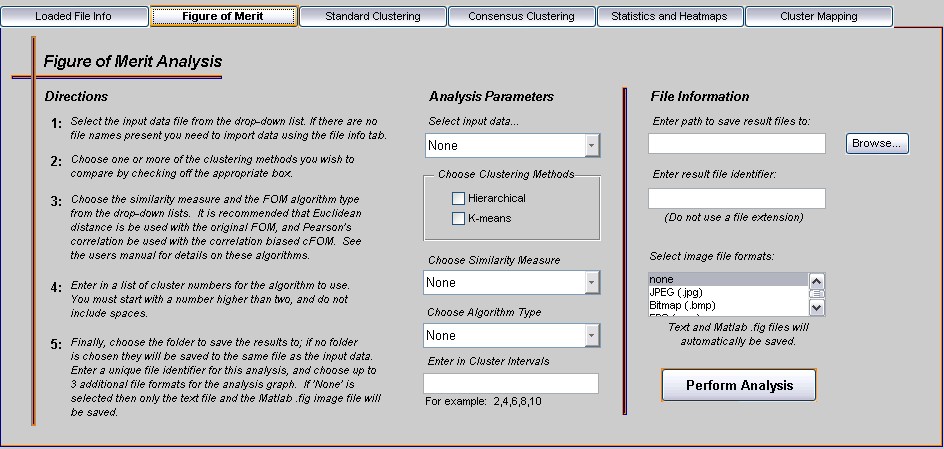 Loaded File Info
Figure of Merit
Standard Clustering
Consensus Clustering
Statistics and Heatmaps
Cluster Mapping
Figure of Merit Analysis
Directions
1: Select the input data file from the drop-down list. If there are no
file names present you need to import data using the file info tab.
2: Choose one or more of the clustering methods you wish to
compare by checking off the appropriate box.
3: Choose the similarity measure and the FOM algorithm type
from the drop-down lists. It is recommended that Euclidean
distance is be used with the original FOM, and Pearson's
correlation be used with the correlation biased cFOM. See
the users manual for details on these algorithms.
4: Enter in a list of cluster numbers for the algorithm to use.
You must start with a number higher than two, and do not
include spaces.
5: Finally, choose the folder to save the results to; if no folder
is chosen they will be saved to the same file as the input data.
Enter a unique file identifier for this analysis, and choose up to
3 additional file formats for the analysis graph. If 'None' is
selected then only the text file and the Matlab .fig image file will
be saved.
Analysis Parameters
Select input data...
None
Choose Clustering Methods
Hierarchical
K-means
Choose Similarity Measure
None
Choose Algorithm Type
None
Enter in Cluster Intervals
For example: 2,4,6,8,10
File Information
Enter path to save result files to:
Browse...
Enter result file identifier:
(Do not use a file extension)
Select image file formats:
none
JPEG (.jpg)
Bitmap (.bmp)
Text and Matlab .fig files will
automatically be saved.
Perform Analysis